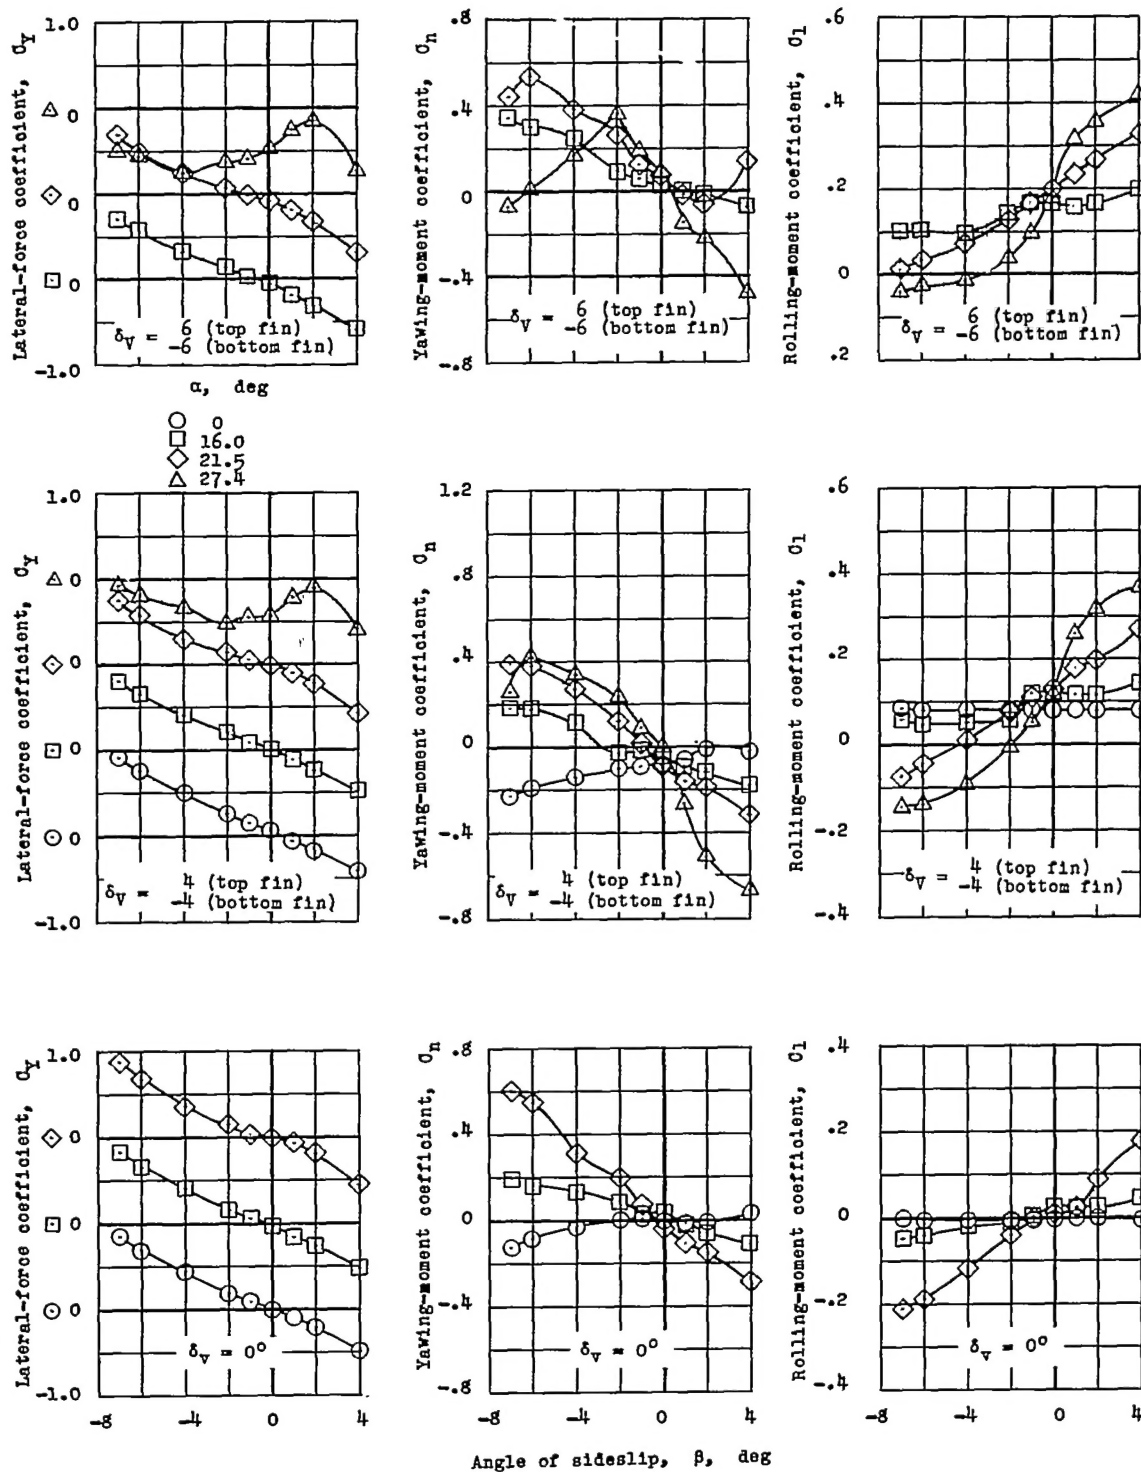 Lateral-force coefficient, C_Y
1.0
0
0
0
-1.0
δ_V = 6 (top fin)
-6 (bottom fin)
Yawing-moment coefficient, C_n
.8
.4
0
-.4
-.8
δ_V = 6 (top fin)
-6 (bottom fin)
Rolling-moment coefficient, C_l
.6
.4
.2
0
.2
δ_V = 6 (top fin)
-6 (bottom fin)
α, deg
0
16.0
21.5
27.4
Lateral-force coefficient, C_Y
1.0
0
0
0
0
-1.0
δ_V = 4 (top fin)
-4 (bottom fin)
Yawing-moment coefficient, C_n
1.2
.8
.4
0
-.4
-.8
δ_V = 4 (top fin)
-4 (bottom fin)
Rolling-moment coefficient, C_l
.6
.4
.2
0
-.2
-.4
δ_V = 4 (top fin)
-4 (bottom fin)
Lateral-force coefficient, C_Y
1.0
0
0
0
-1.0
δ_V = 0°
-8 -4 0 4
Yawing-moment coefficient, C_n
.8
.4
0
-.4
-.8
δ_V = 0°
-8 -4 0 4
Rolling-moment coefficient, C_l
.4
.2
0
-.2
-.4
δ_V = 0°
-8 -4 0 4
Angle of sideslip, β, deg